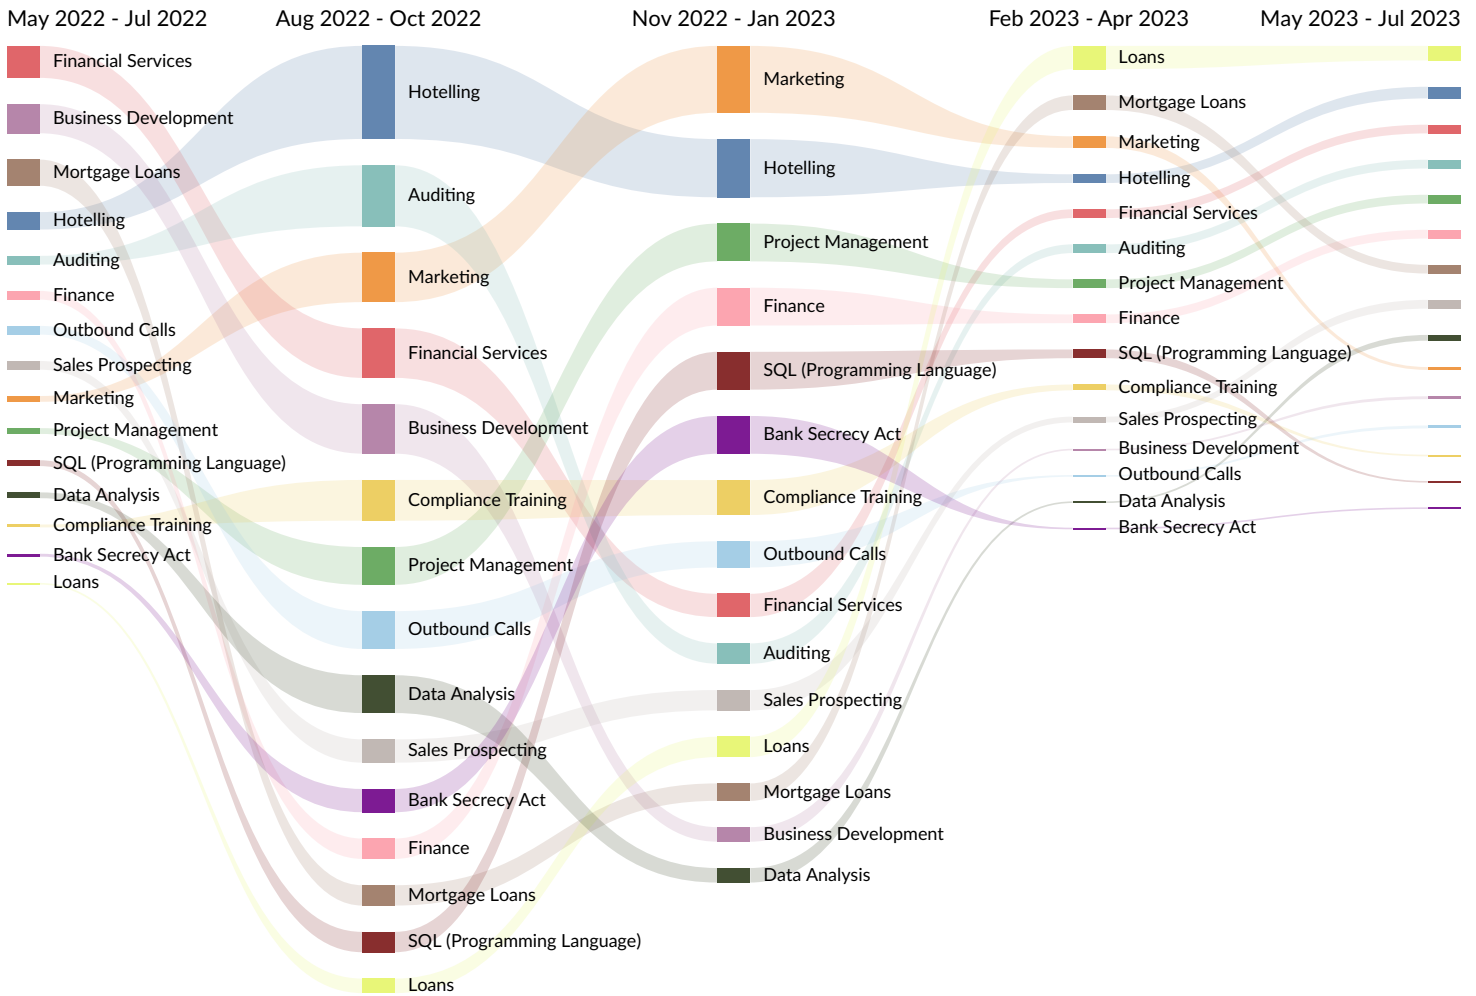 May 2022 - Jul 2022
Aug 2022 - Oct 2022
Nov 2022 - Jan 2023
Feb 2023 - Apr 2023
May 2023 - Jul 2023
Financial Services
Business Development
Mortgage Loans
Hotelling
Auditing
Finance
Outbound Calls
Sales Prospecting
Marketing
Project Management
SQL (Programming Language)
Data Analysis
Compliance Training
Bank Secrecy Act
Loans
Hotelling
Auditing
Marketing
Financial Services
Business Development
Compliance Training
Project Management
Outbound Calls
Data Analysis
Sales Prospecting
Bank Secrecy Act
Finance
Mortgage Loans
SQL (Programming Language)
Loans
Marketing
Hotelling
Project Management
Finance
SQL (Programming Language)
Bank Secrecy Act
Compliance Training
Outbound Calls
Financial Services
Auditing
Sales Prospecting
Loans
Mortgage Loans
Business Development
Data Analysis
Loans
Mortgage Loans
Marketing
Hotelling
Financial Services
Auditing
Project Management
Finance
SQL (Programming Language)
Compliance Training
Sales Prospecting
Business Development
Outbound Calls
Data Analysis
Bank Secrecy Act